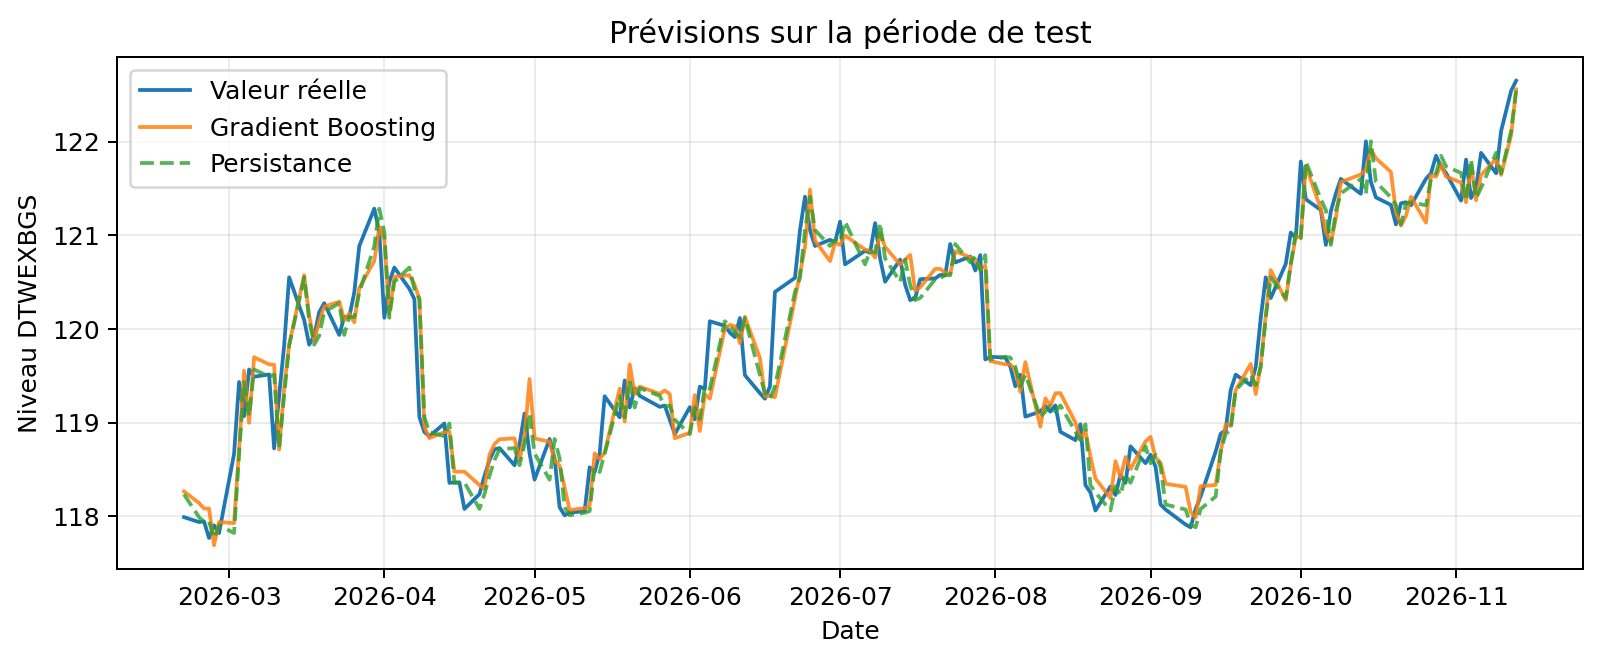 Prévisions sur la période de test
Valeur réelle
Gradient Boosting
Persistance
Niveau DTWEXBGS
122
121
120
119
118
2026-03 2026-04 2026-05 2026-06 2026-07 2026-08 2026-09 2026-10 2026-11
Date